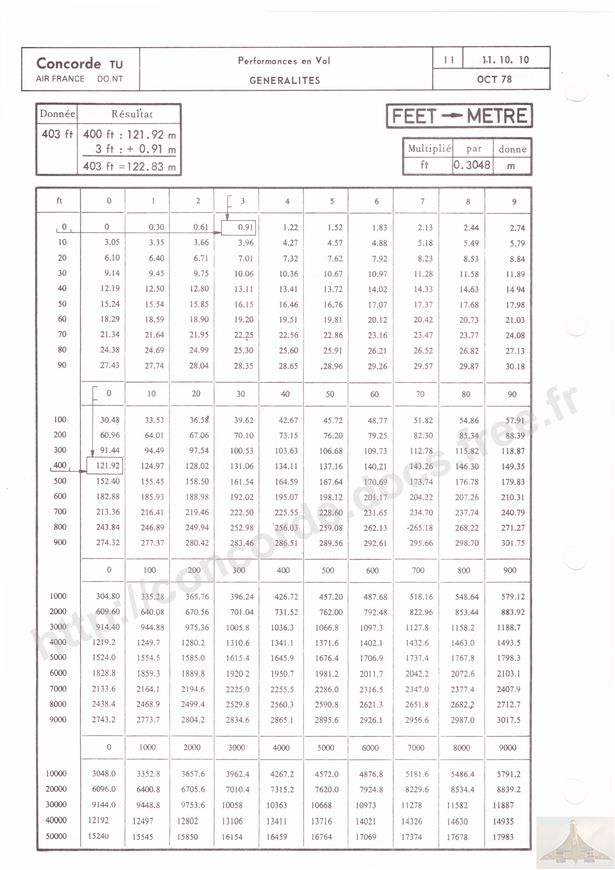 Concorde TU
AIR FRANCE DO.NT
Performances en Vol
GENERALITES
11 11.10.10
OCT 78
Donnée Résultat
403 ft 400 ft : 121.92 m
3 ft : + 0.91 m
403 ft = 122.83 m
FEET → METRE
Multiplié par donne
ft 0.3048 m
ft 0 1 2 3 4 5 6 7 8 9
0 0 0.30 0.61 0.91 1.22 1.52 1.83 2.13 2.44 2.74
10 3.05 3.35 3.66 3.96 4.27 4.57 4.88 5.18 5.49 5.79
20 6.10 6.40 6.71 7.01 7.32 7.62 7.92 8.23 8.53 8.84
30 9.14 9.45 9.75 10.06 10.36 10.67 10.97 11.28 11.58 11.89
40 12.19 12.50 12.80 13.11 13.41 13.72 14.02 14.33 14.63 14 94
50 15.24 15.54 15.85 16.15 16.46 16.76 17.07 17.37 17.68 17.98
60 18.29 18.59 18.90 19.20 19.51 19.81 20.12 20.42 20.73 21.03
70 21.34 21.64 21.95 22.25 22.56 22.86 23.16 23.47 23.77 24.08
80 24.38 24.69 24.99 25.30 25.60 25.91 26.21 26.52 26.82 27.13
90 27.43 27.74 28.04 28.35 28.65 28.96 29.26 29.57 29.87 30.18
0 10 20 30 40 50 60 70 80 90
100 30.48 33.53 36.58 39.62 42.67 45.72 48.77 51.82 54.86 57.91
200 60.96 64.01 67.06 70.10 73.15 76.20 79.25 82.30 85.34 88.39
300 91.44 94.49 97.54 100.53 103.63 106.68 109.73 112.78 115.82 118.87
400 121.92 124.97 128.02 131.06 134.11 137.16 140.21 143.26 146.30 149.35
500 152.40 155.45 158.50 161.54 164.59 167.64 170.69 173.74 176.78 179.83
600 182.88 185.93 188.98 192.02 195.07 198.12 201.17 204.22 207.26 210.31
700 213.36 216.41 219.46 222.50 225.55 228.60 231.65 234.70 237.74 240.79
800 243.84 246.89 249.94 252.98 256.03 259.08 262.13 -265.18 268.22 271.27
900 274.32 277.37 280.42 283.46 286.51 289.56 292.61 295.66 298.70 301.75
0 100 200 300 400 500 600 700 800 900
1000 304.80 335.28 365.76 396.24 426.72 457.20 487.68 518.16 548.64 579.12
2000 609.60 640.08 670.56 701.04 731.52 762.00 792.48 822.96 853.44 883.92
3000 914.40 944.88 975.36 1005.8 1036.3 1066.8 1097.3 1127.8 1158.2 1188.7
4000 1219.2 1249.7 1280.2 1310.6 1341.1 1371.6 1402.1 1432.6 1463.0 1493.5
5000 1524.0 1554.5 1585.0 1615.4 1645.9 1676.4 1706.9 1737.4 1767.8 1798.3
6000 1828.8 1859.3 1889.8 1920 2 1950.7 1981.2 2011.7 2042.2 2072.6 2103.1
7000 2133.6 2164.1 2194.6 2225.0 2255.5 2286.0 2316.5 2347.0 2377.4 2407.9
8000 2438.4 2468.9 2499.4 2529.8 2560.3 2590.8 2621.3 2651.8 2682.2 2712.7
9000 2743.2 2773.7 2804.2 2834.6 2865.1 2895.6 2926.1 2956.6 2987.0 3017.5
0 1000 2000 3000 4000 5000 6000 7000 8000 9000
10000 3048.0 3352.8 3657.6 3962.4 4267.2 4572.0 4876.8 5181.6 5486.4 5791.2
20000 6096.0 6400.8 6705.6 7010.4 7315.2 7620.0 7924.8 8229.6 8534.4 8839.2
30000 9144.0 9448.8 9753.6 10058 10363 10668 10973 11278 11582 11887
40000 12192 12497 12802 13106 13411 13716 14021 14326 14630 14935
50000 15240 15545 15850 16154 16459 16764 17069 17374 17678 17983
http://concorde.docs.free.fr